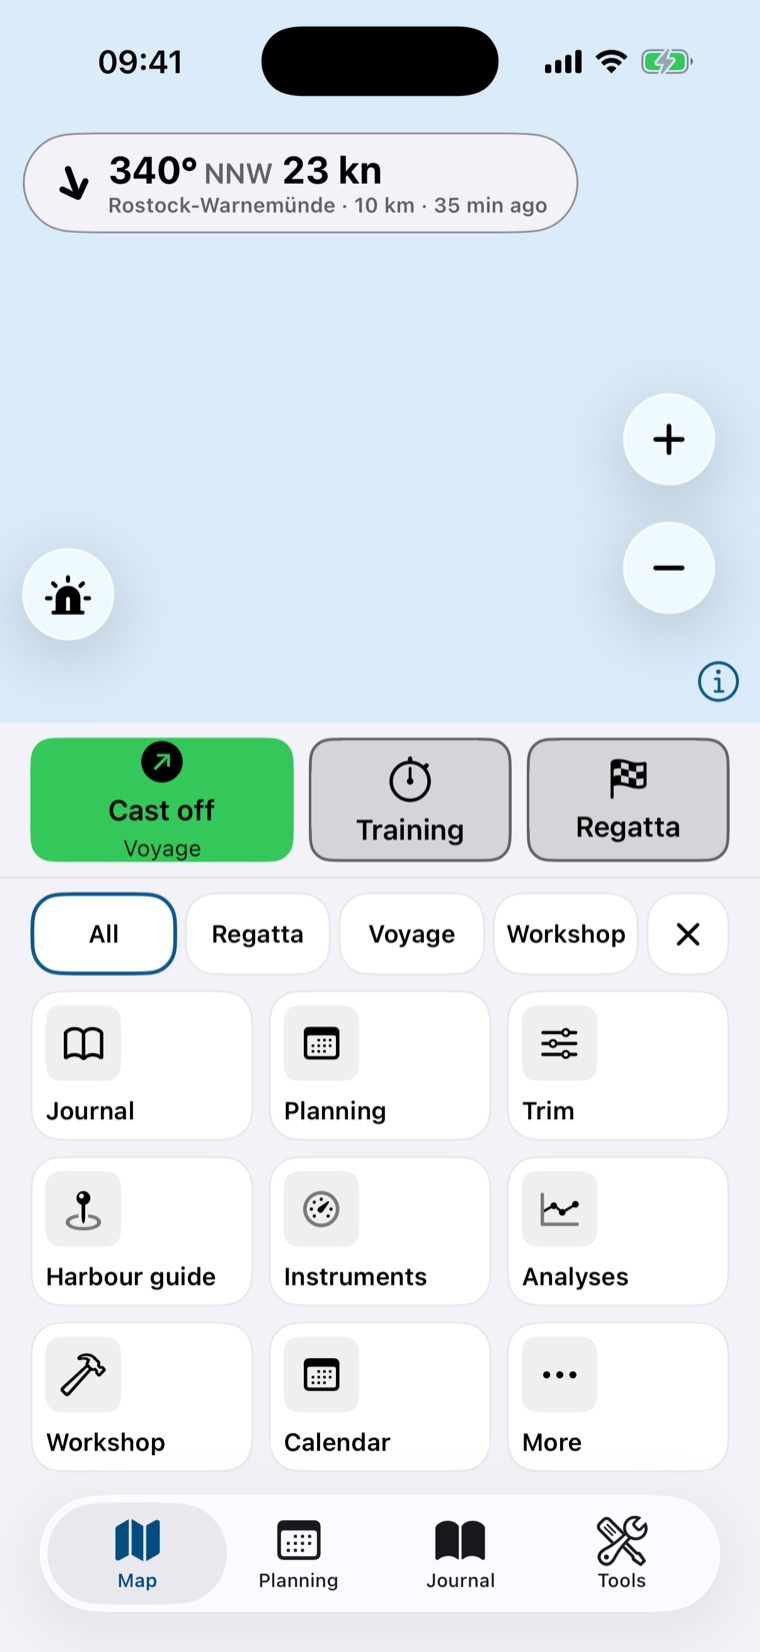 09:41
340° NNW 23 kn
Rostock-Warnemünde · 10 km · 35 min ago
Cast off
Voyage
Training
Regatta
All
Regatta
Voyage
Workshop
Journal
Planning
Trim
Harbour guide
Instruments
Analyses
Workshop
Calendar
More
Map
Planning
Journal
Tools